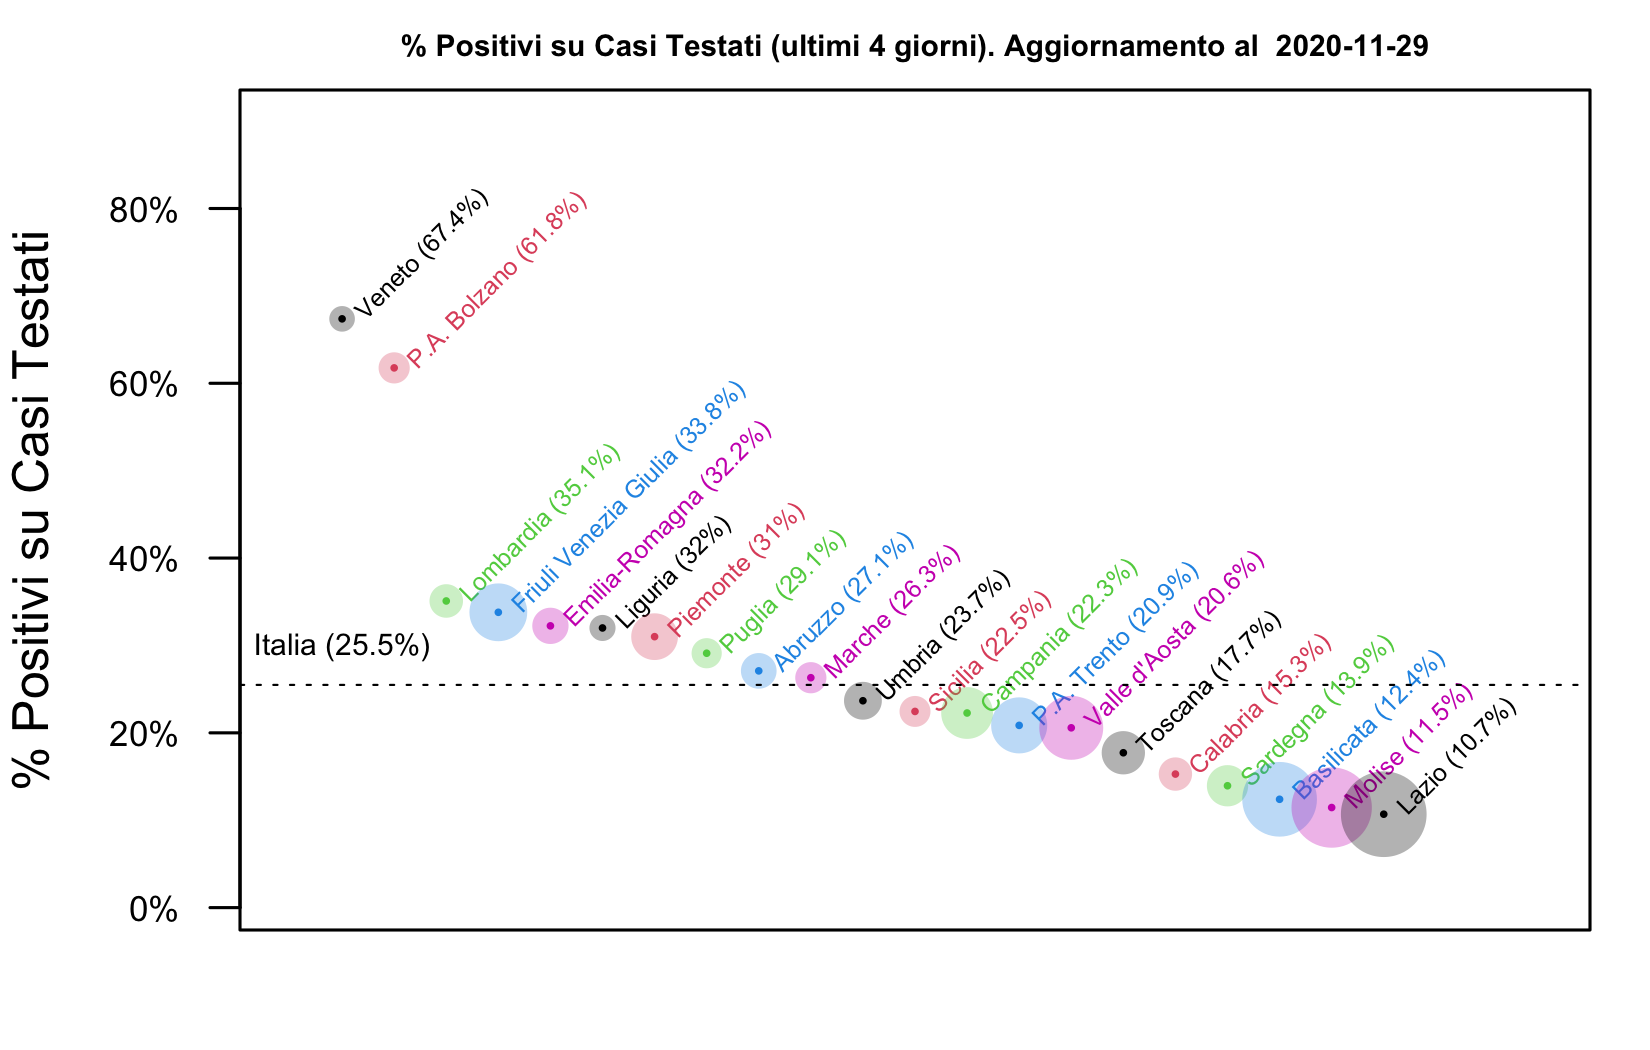 % Positivi su Casi Testati (ultimi 4 giorni). Aggiornamento al  2020-11-29
% Positivi su Casi Testati
80%
60%
40%
20%
0%
Italia (25.5%)
Veneto (67.4%)
P.A. Bolzano (61.8%)
Lombardia (35.1%)
Friuli Venezia Giulia (33.8%)
Emilia-Romagna (32.2%)
Liguria (32%)
Piemonte (31%)
Puglia (29.1%)
Abruzzo (27.1%)
Marche (26.3%)
Umbria (23.7%)
Sicilia (22.5%)
Campania (22.3%)
P.A. Trento (20.9%)
Valle d'Aosta (20.6%)
Toscana (17.7%)
Calabria (15.3%)
Sardegna (13.9%)
Basilicata (12.4%)
Molise (11.5%)
Lazio (10.7%)